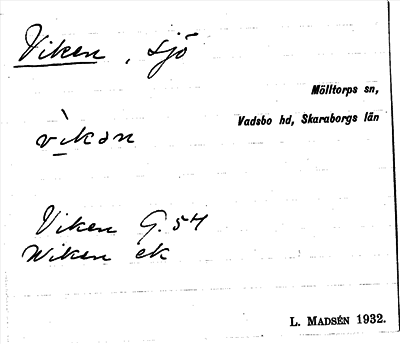 Viken, sjö
Mölltorps sn,
Vadsbo hd, Skaraborgs län
vìkən
Viken G. 54
Wiken ek
L. MADSÉN 1932.